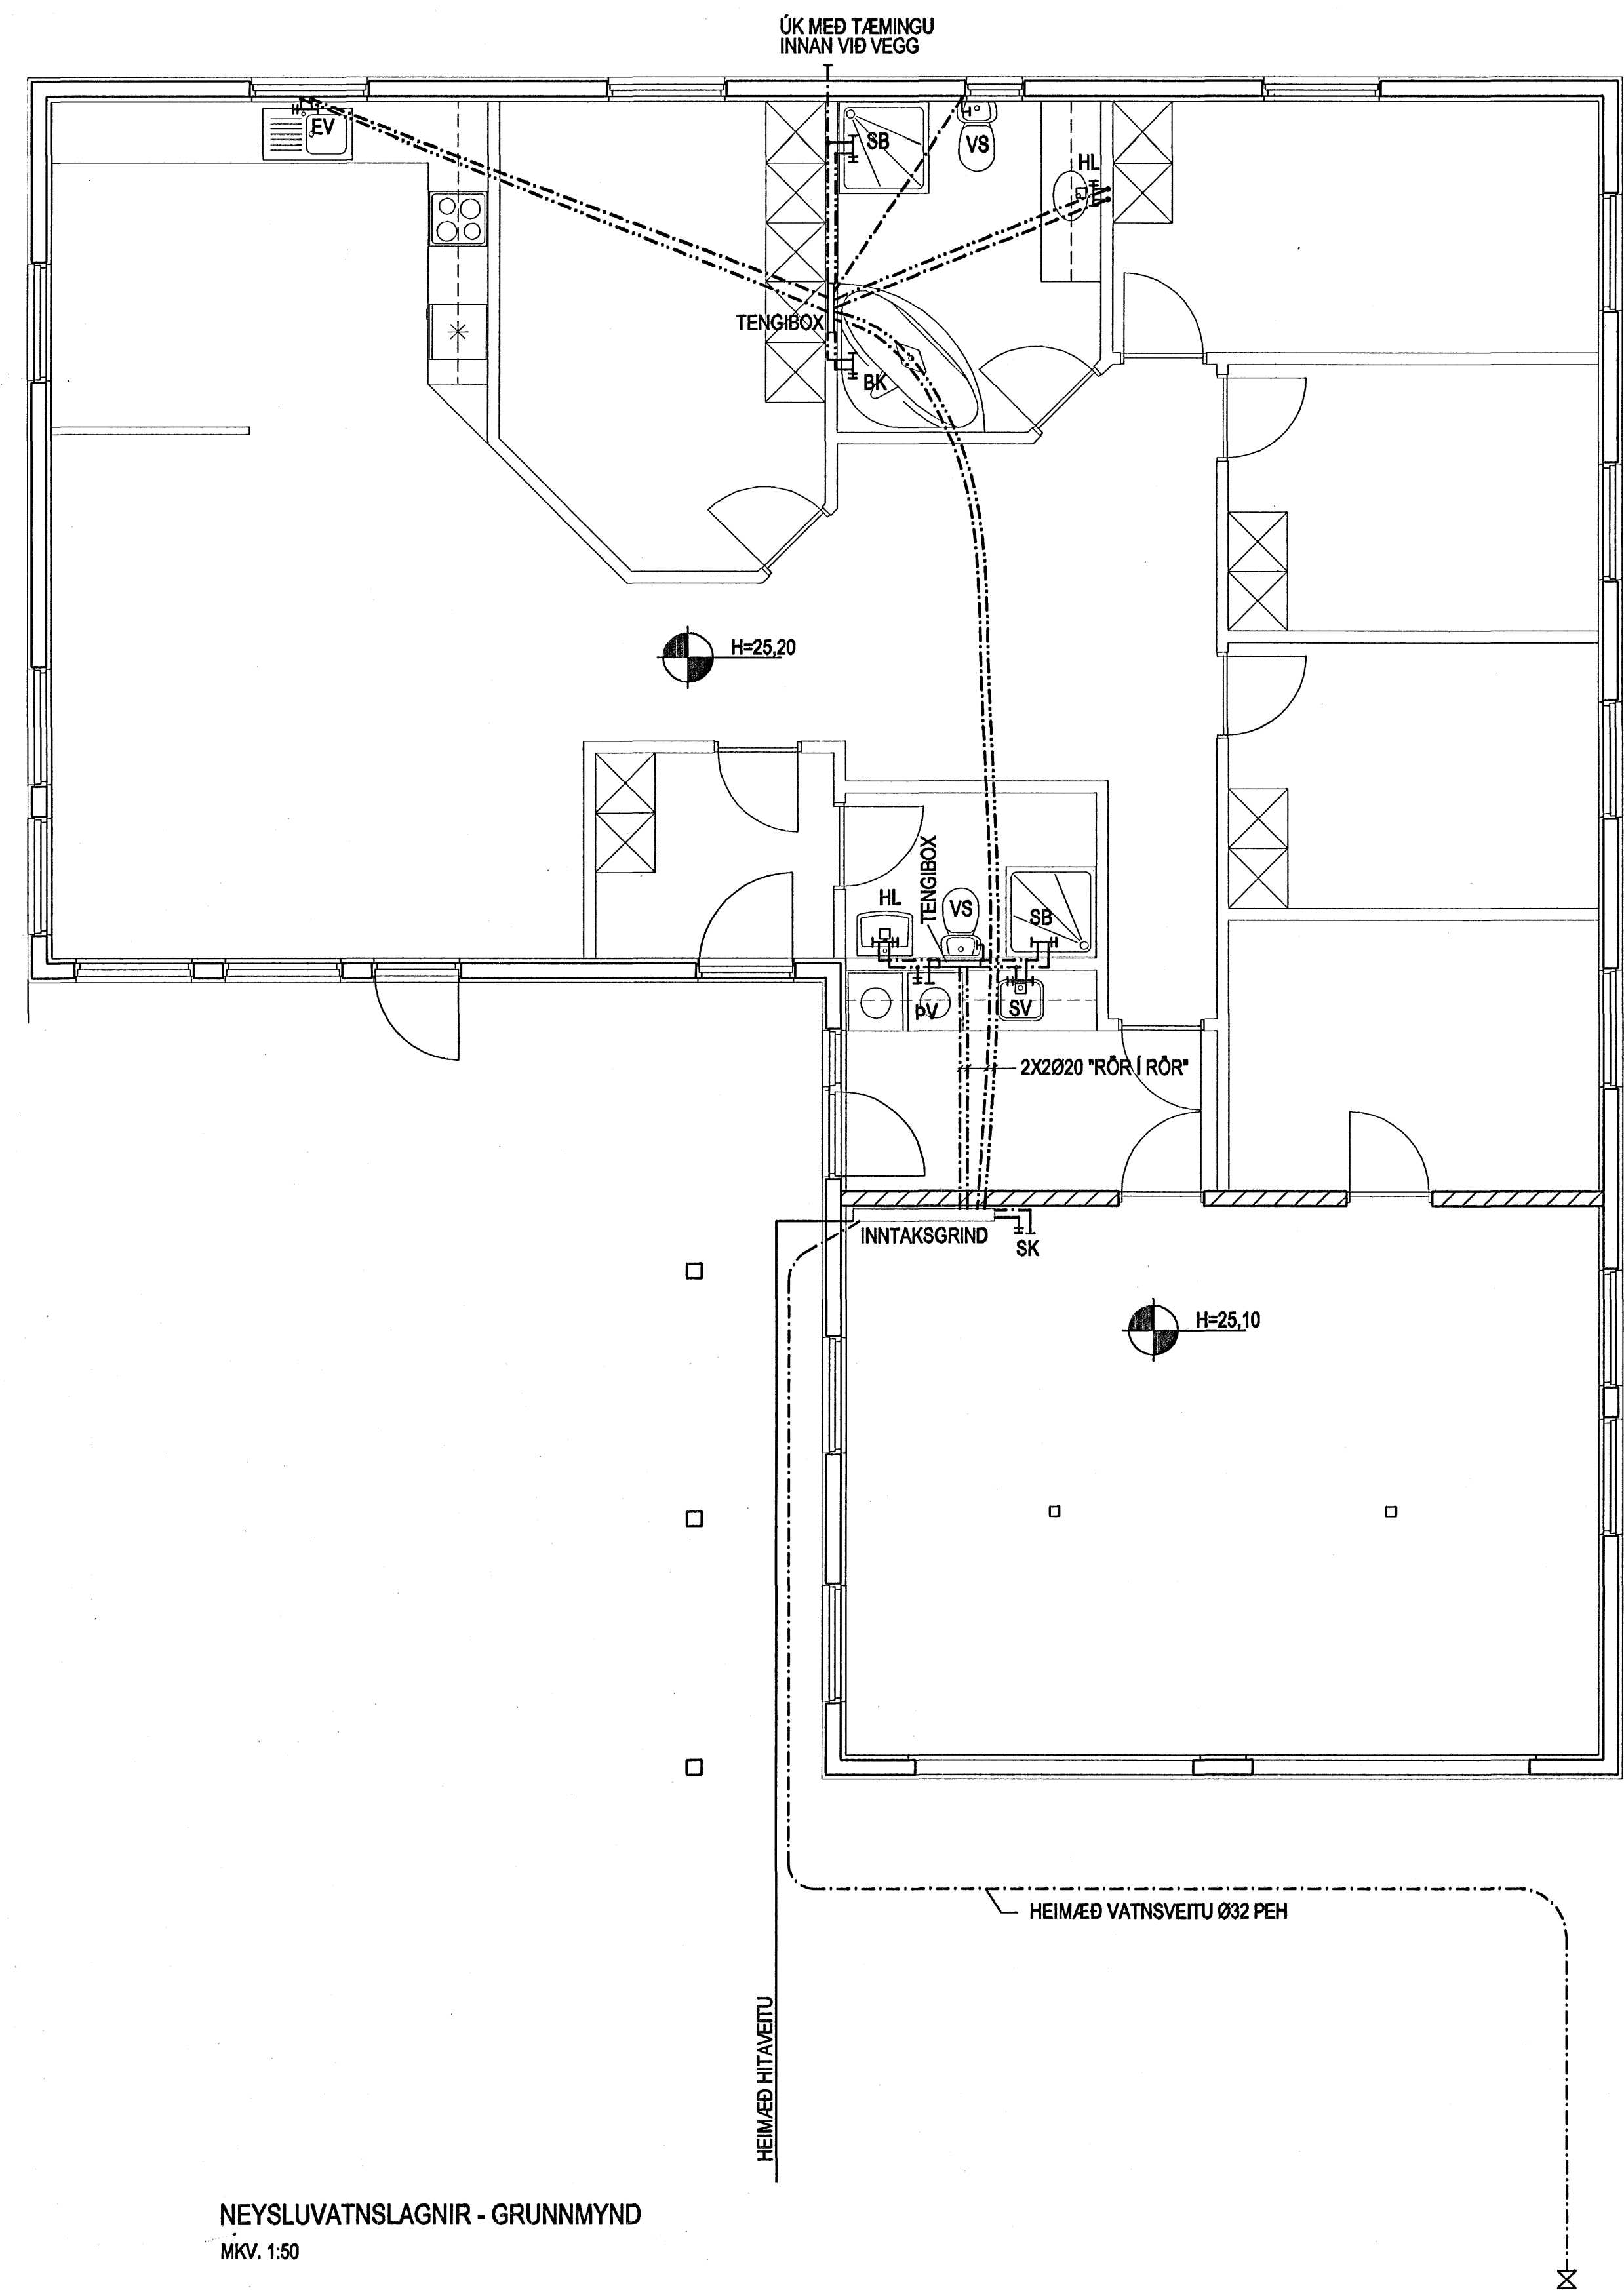 ÚK MEÐ TÆMINGU
INNAN VIÐ VEGG
EV
SB
VS
HL
TENGIBOX
BK
H=25,20
TENGIBOX
HL
VS
SB
ÞV
SV
2X2Ø20 "RÖR Í RÖR"
INNTAKSGRIND
SK
H=25,10
HEIMÆÐ VATNSVEITU Ø32 PEH
HEIMÆÐ HITAVEITU
NEYSLUVATNSLAGNIR - GRUNNMYND
MKV. 1:50